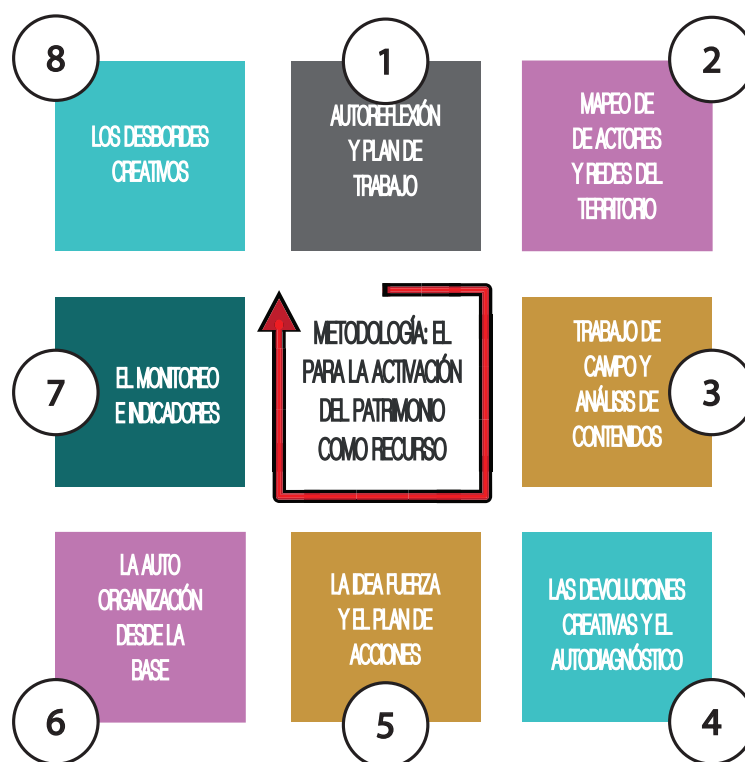 8
LOS DESBORDES
CREATIVOS
1
AUTOREFLEXIÓN
Y PLAN DE
TRABAJO
2
MAPEO DE
DE ACTORES
Y REDES DEL
TERRITORIO
7
EL MONITOREO
E INDICADORES
METODOLOGÍA: EL
PARA LA ACTIVACIÓN
DEL PATRIMONIO
COMO RECURSO
TRABAJO DE
CAMPO Y
ANÁLISIS DE
CONTENIDOS
3
LA AUTO
ORGANIZACIÓN
DESDE LA
BASE
6
LA IDEA FUERZA
Y EL PLAN DE
ACCIONES
5
LAS DEVOLUCIONES
CREATIVAS Y EL
AUTODIAGNÓSTICO
4